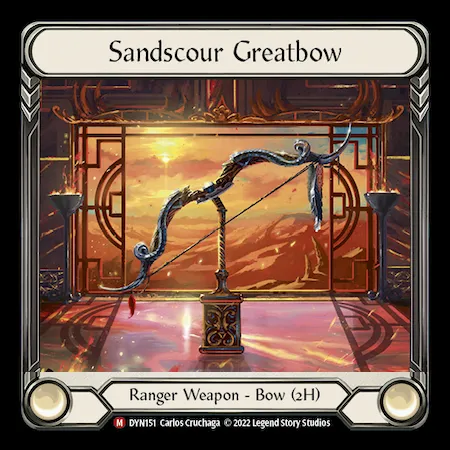 Sandscour Greatbow
Ranger Weapon - Bow (2H)
M DYN151 Carlos Cruchaga © 2022 Legend Story Studios